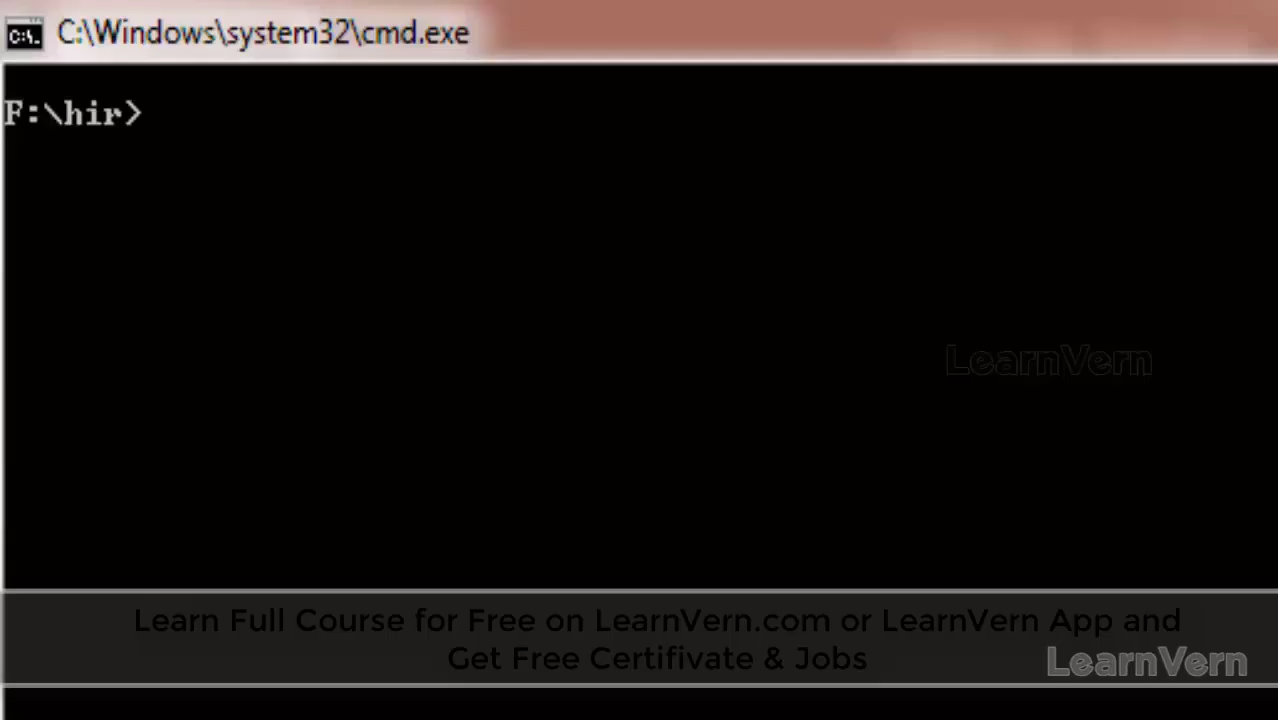 C:\Windows\system32\cmd.exe
F:\hir>
LearnVern
Learn Full Course for Free on LearnVern.com or LearnVern App and
Get Free Certifivate & Jobs
LearnVern